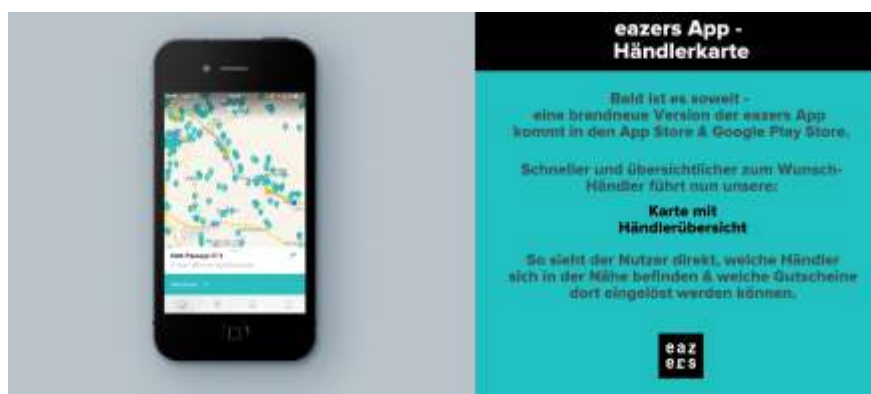 eazers App -
Händlerkarte
Bald ist es soweit -
eine brandneue Version der eazers App
kommt in den App Store & Google Play Store.
Schneller und übersichtlicher zum Wunsch-
Händler führt nun unsere:
Karte mit
Händlerübersicht
So sieht der Nutzer direkt, welche Händler
sich in der Nähe befinden & welche Gutscheine
dort eingelöst werden können.
eaz
ers